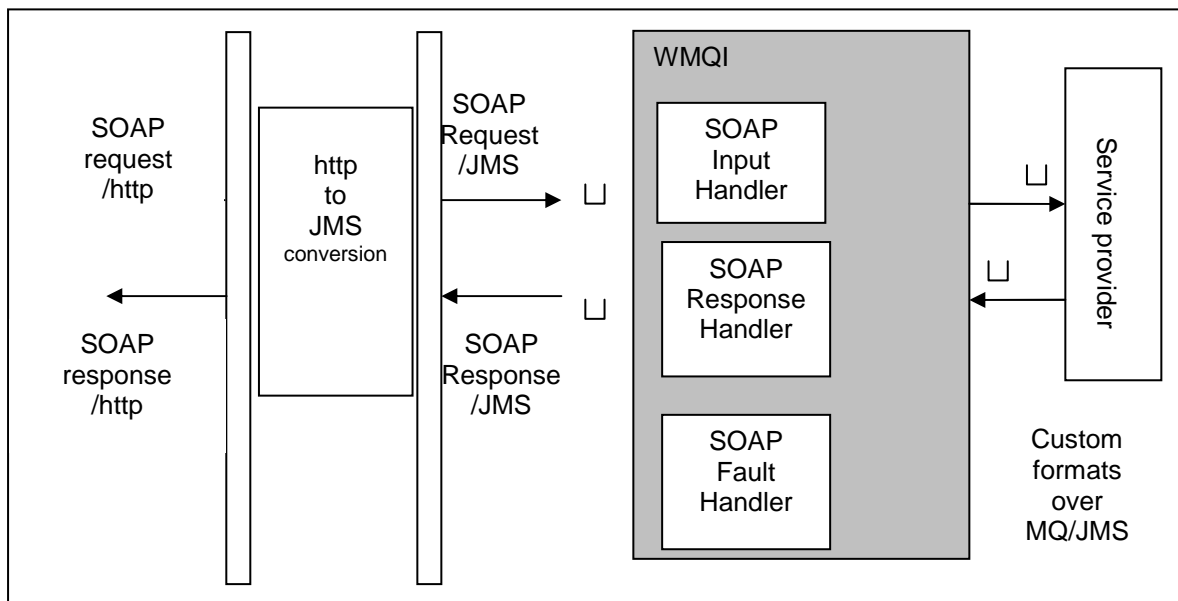 SOAP
request
/http
SOAP
response
/http
http
to
JMS
conversion
SOAP
Request
/JMS
SOAP
Response
/JMS
WMQI
SOAP
Input
Handler
SOAP
Response
Handler
SOAP
Fault
Handler
Service provider
Custom
formats
over
MQ/JMS